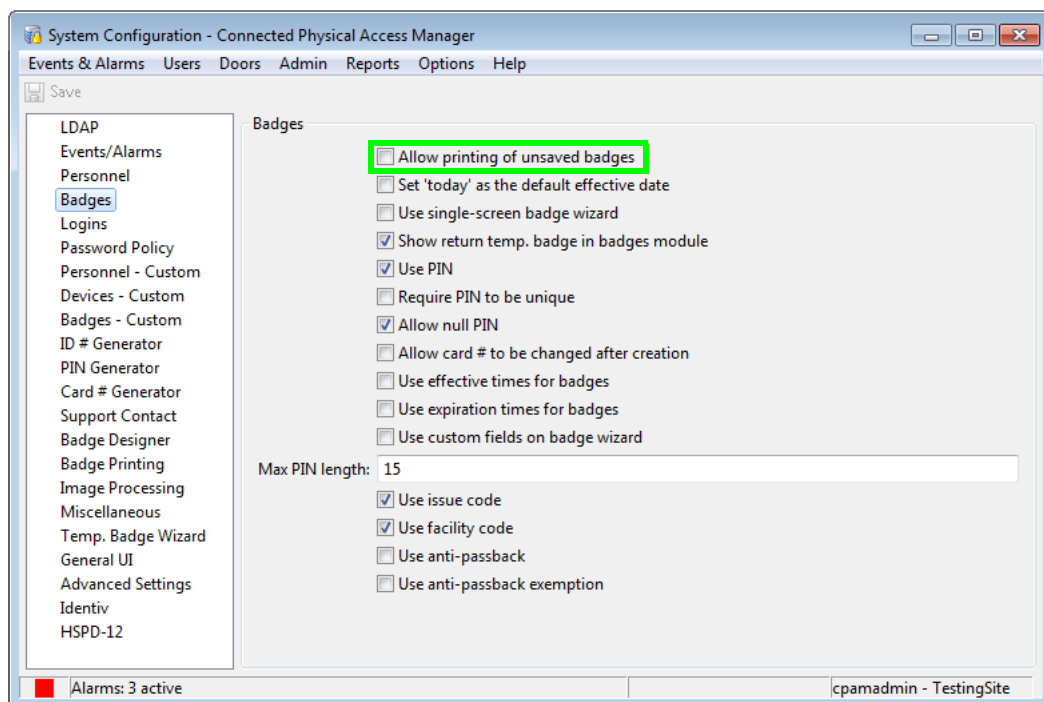 System Configuration - Connected Physical Access Manager
Events & Alarms Users Doors Admin Reports Options Help
Save
LDAP
Events/Alarms
Personnel
Badges
Logins
Password Policy
Personnel - Custom
Devices - Custom
Badges - Custom
ID # Generator
PIN Generator
Card # Generator
Support Contact
Badge Designer
Badge Printing
Image Processing
Miscellaneous
Temp. Badge Wizard
General UI
Advanced Settings
Identiv
HSPD-12
Badges
Allow printing of unsaved badges
Set 'today' as the default effective date
Use single-screen badge wizard
Show return temp. badge in badges module
Use PIN
Require PIN to be unique
Allow null PIN
Allow card # to be changed after creation
Use effective times for badges
Use expiration times for badges
Use custom fields on badge wizard
Max PIN length: 15
Use issue code
Use facility code
Use anti-passback
Use anti-passback exemption
Alarms: 3 active
cpamadmin - TestingSite